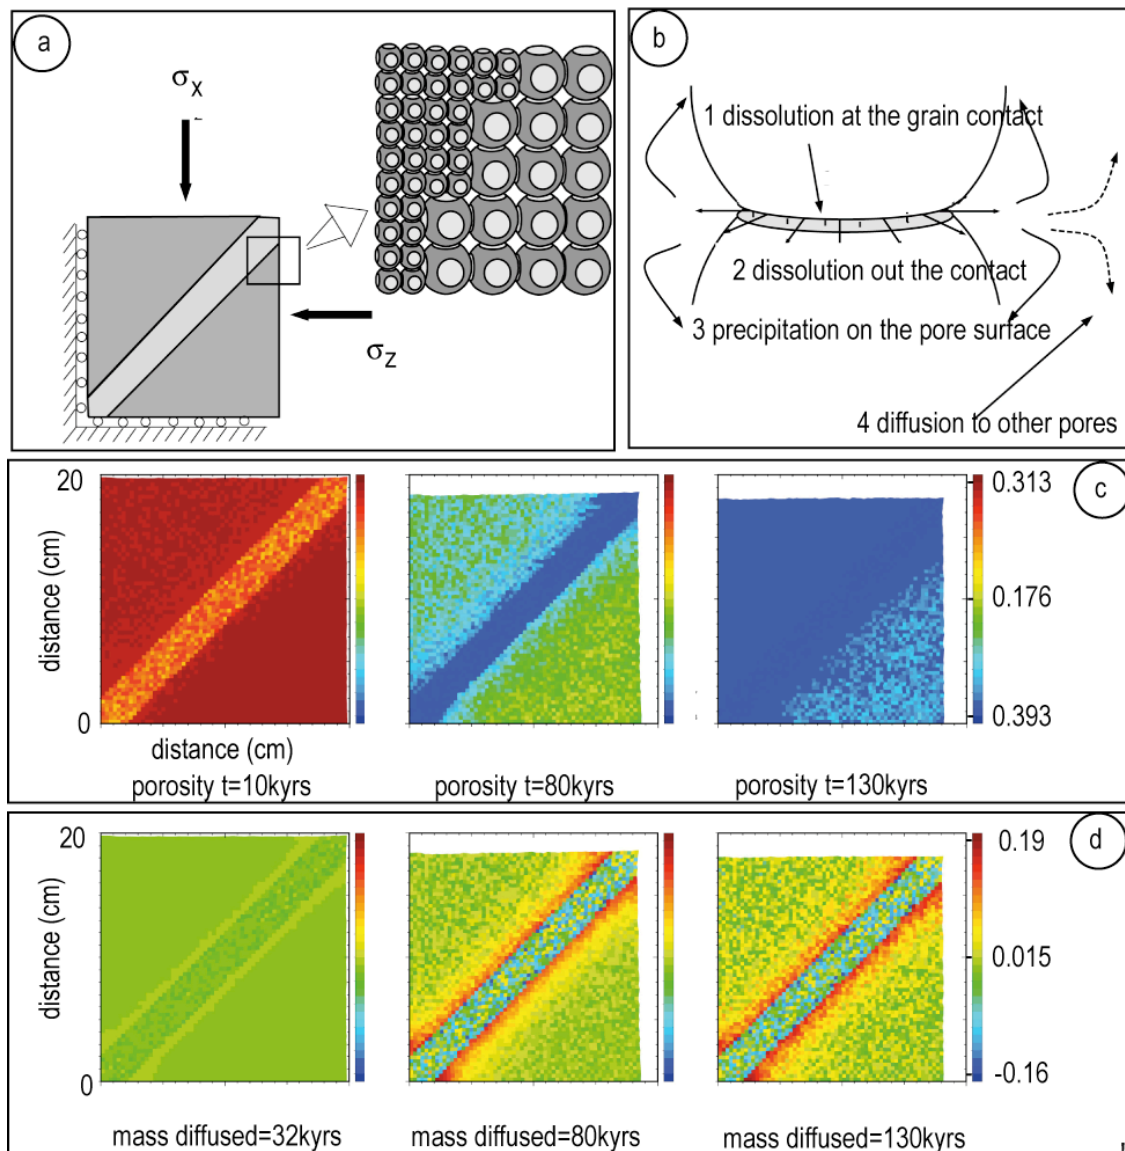 a
σX
σZ
b
1 dissolution at the grain contact
2 dissolution out the contact
3 precipitation on the pore surface
4 diffusion to other pores
c
20
distance (cm)
0
distance (cm)
0.313
0.176
0.393
porosity t=10kyrs
porosity t=80kyrs
porosity t=130kyrs
d
20
distance (cm)
0
0.19
0.015
-0.16
mass diffused=32kyrs
mass diffused=80kyrs
mass diffused=130kyrs